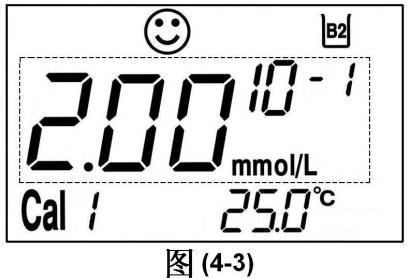 B2
2.00 10-1
mmol/L
Cal 1 25.0℃
图 (4-3)